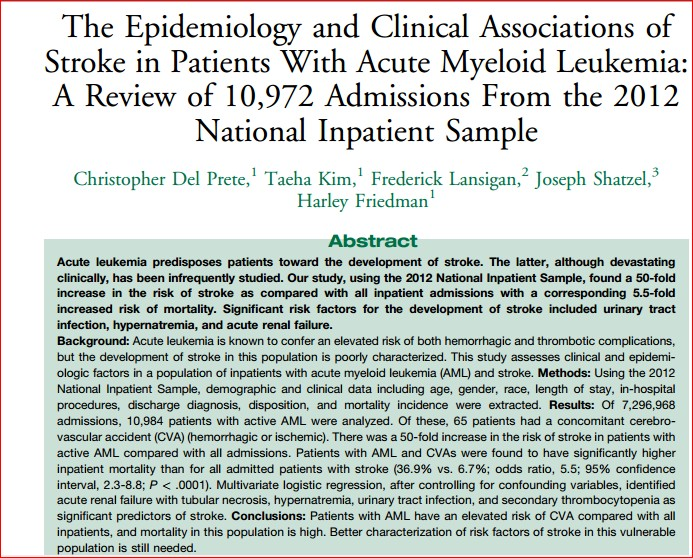 The Epidemiology and Clinical Associations of
Stroke in Patients With Acute Myeloid Leukemia:
A Review of 10,972 Admissions From the 2012
National Inpatient Sample
Christopher Del Prete,1 Taeha Kim,1 Frederick Lansigan,2 Joseph Shatzel,3
Harley Friedman1
Abstract
Acute leukemia predisposes patients toward the development of stroke. The latter, although devastating
clinically, has been infrequently studied. Our study, using the 2012 National Inpatient Sample, found a 50-fold
increase in the risk of stroke as compared with all inpatient admissions with a corresponding 5.5-fold
increased risk of mortality. Significant risk factors for the development of stroke included urinary tract
infection, hypernatremia, and acute renal failure.
Background: Acute leukemia is known to confer an elevated risk of both hemorrhagic and thrombotic complications,
but the development of stroke in this population is poorly characterized. This study assesses clinical and epidemi-
ologic factors in a population of inpatients with acute myeloid leukemia (AML) and stroke. Methods: Using the 2012
National Inpatient Sample, demographic and clinical data including age, gender, race, length of stay, in-hospital
procedures, discharge diagnosis, disposition, and mortality incidence were extracted. Results: Of 7,296,968
admissions, 10,984 patients with active AML were analyzed. Of these, 65 patients had a concomitant cerebro-
vascular accident (CVA) (hemorrhagic or ischemic). There was a 50-fold increase in the risk of stroke in patients with
active AML compared with all admissions. Patients with AML and CVAs were found to have significantly higher
inpatient mortality than for all admitted patients with stroke (36.9% vs. 6.7%; odds ratio, 5.5; 95% confidence
interval, 2.3-8.8; P < .0001). Multivariate logistic regression, after controlling for confounding variables, identified
acute renal failure with tubular necrosis, hypernatremia, urinary tract infection, and secondary thrombocytopenia as
significant predictors of stroke. Conclusions: Patients with AML have an elevated risk of CVA compared with all
inpatients, and mortality in this population is high. Better characterization of risk factors of stroke in this vulnerable
population is still needed.